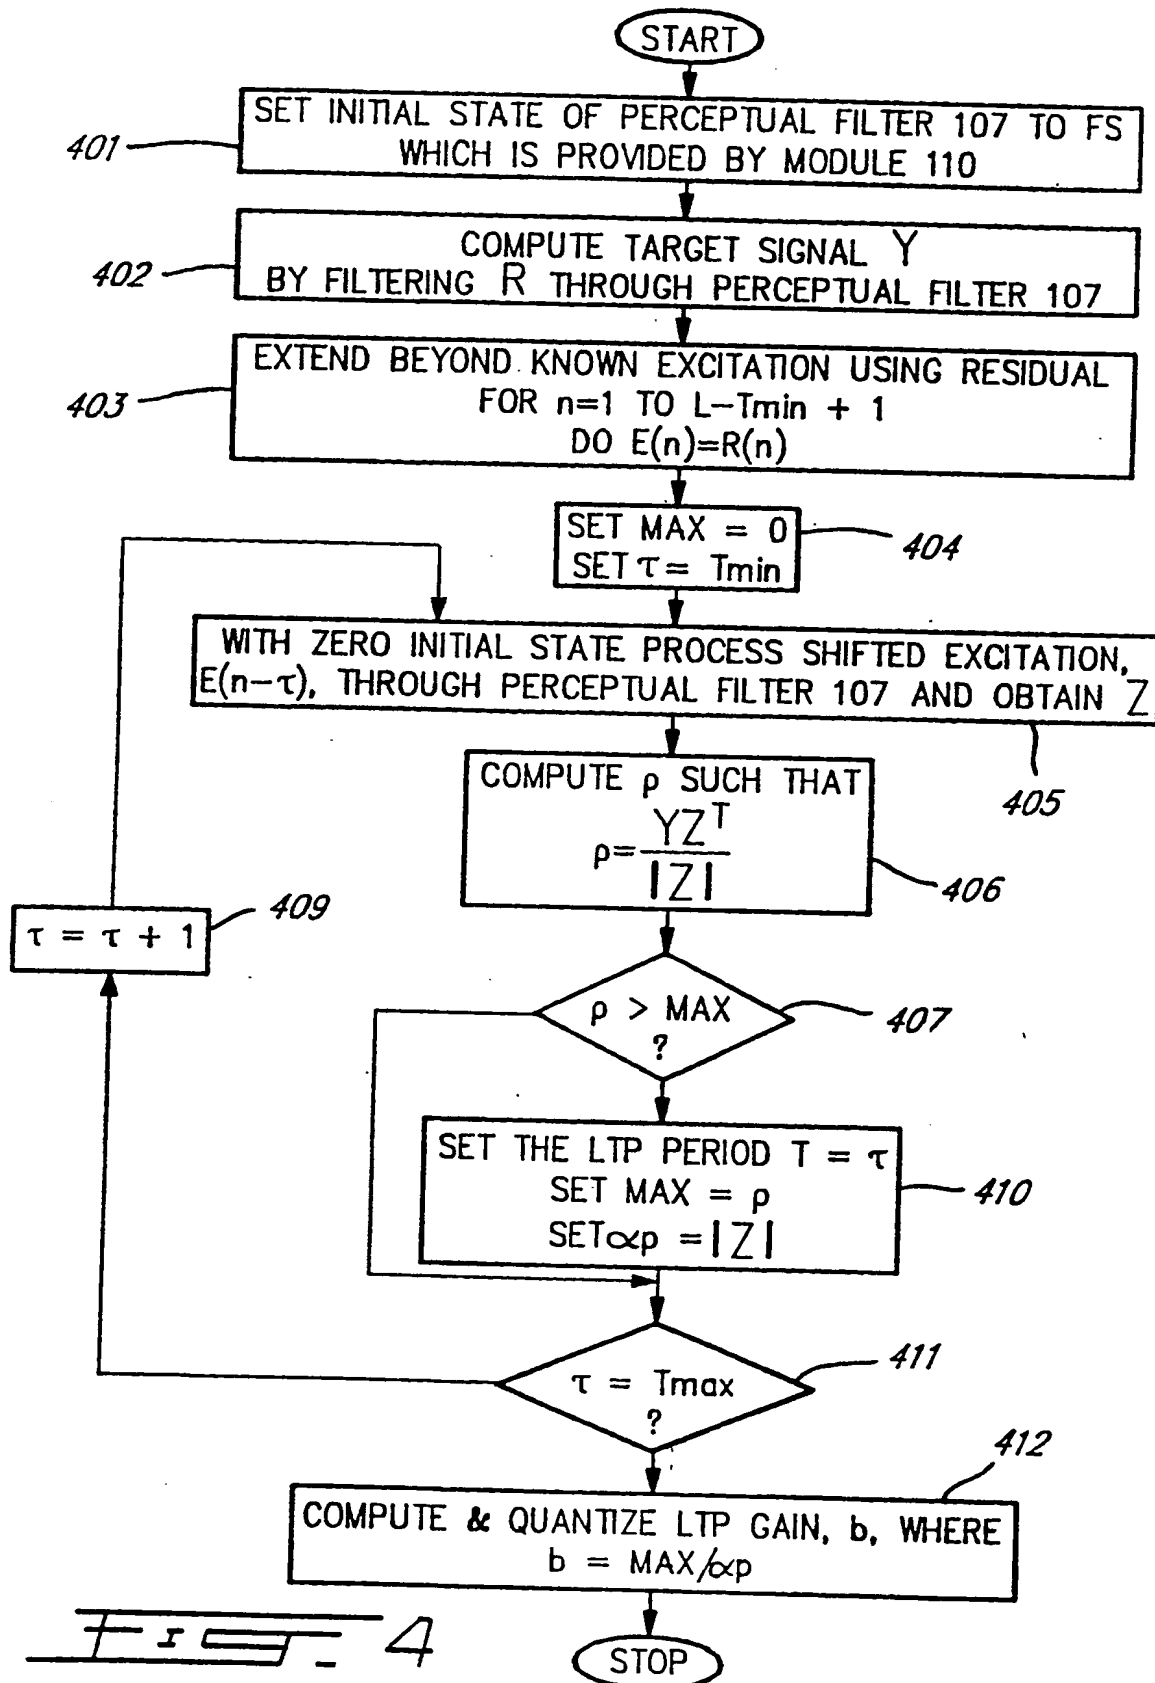 START
SET INITIAL STATE OF PERCEPTUAL FILTER 107 TO FS
WHICH IS PROVIDED BY MODULE 110
401
COMPUTE TARGET SIGNAL Y
BY FILTERING R THROUGH PERCEPTUAL FILTER 107
402
EXTEND BEYOND KNOWN EXCITATION USING RESIDUAL
FOR n=1 TO L-Tmin + 1
DO E(n)=R(n)
403
SET MAX = 0
SET τ = Tmin
404
WITH ZERO INITIAL STATE PROCESS SHIFTED EXCITATION,
E(n-τ), THROUGH PERCEPTUAL FILTER 107 AND OBTAIN Z
405
COMPUTE ρ SUCH THAT
ρ=YZ^T/|Z|
406
τ = τ + 1
409
ρ > MAX
?
407
SET THE LTP PERIOD T = τ
SET MAX = ρ
SET αp = |Z|
410
τ = Tmax
?
411
412
COMPUTE & QUANTIZE LTP GAIN, b, WHERE
b = MAX/αp
STOP
FIG. 4